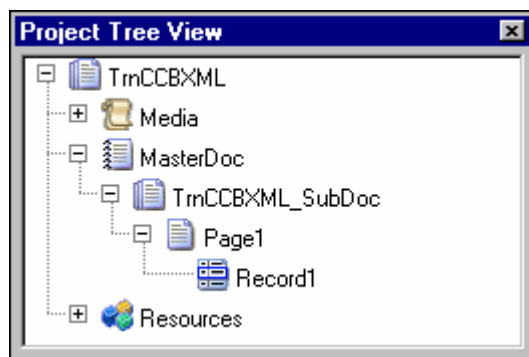 Project Tree View
TrnCCBXML
Media
MasterDoc
TrnCCBXML_SubDoc
Page1
Record1
Resources